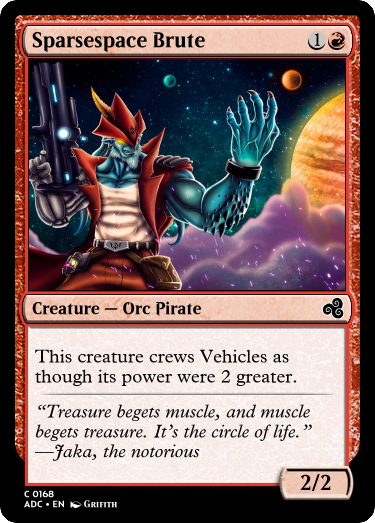 Sparsespace Brute 1
Creature — Orc Pirate
This creature crews Vehicles as
though its power were 2 greater.
“Treasure begets muscle, and muscle
begets treasure. It's the circle of life.”
—Jaka, the notorious
2/2
C 0168
ADC • EN Griffith